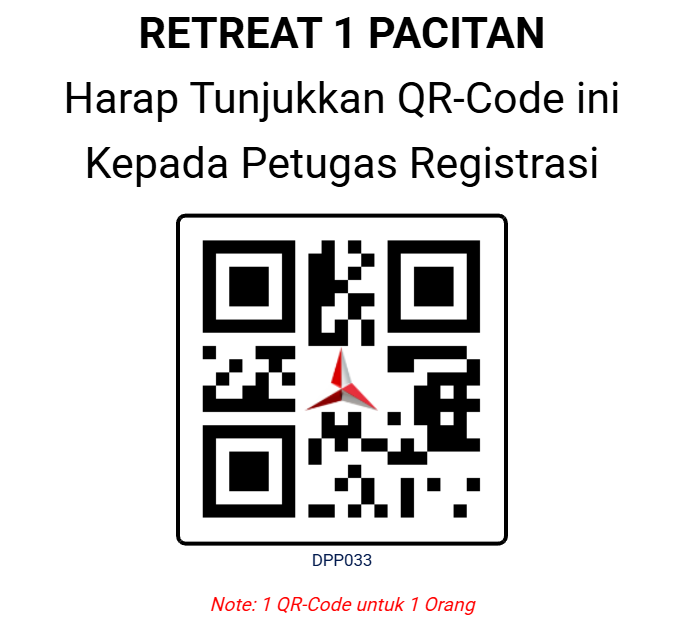 RETREAT 1 PACITAN
Harap Tunjukkan QR-Code ini
Kepada Petugas Registrasi
DPP033
Note: 1 QR-Code untuk 1 Orang